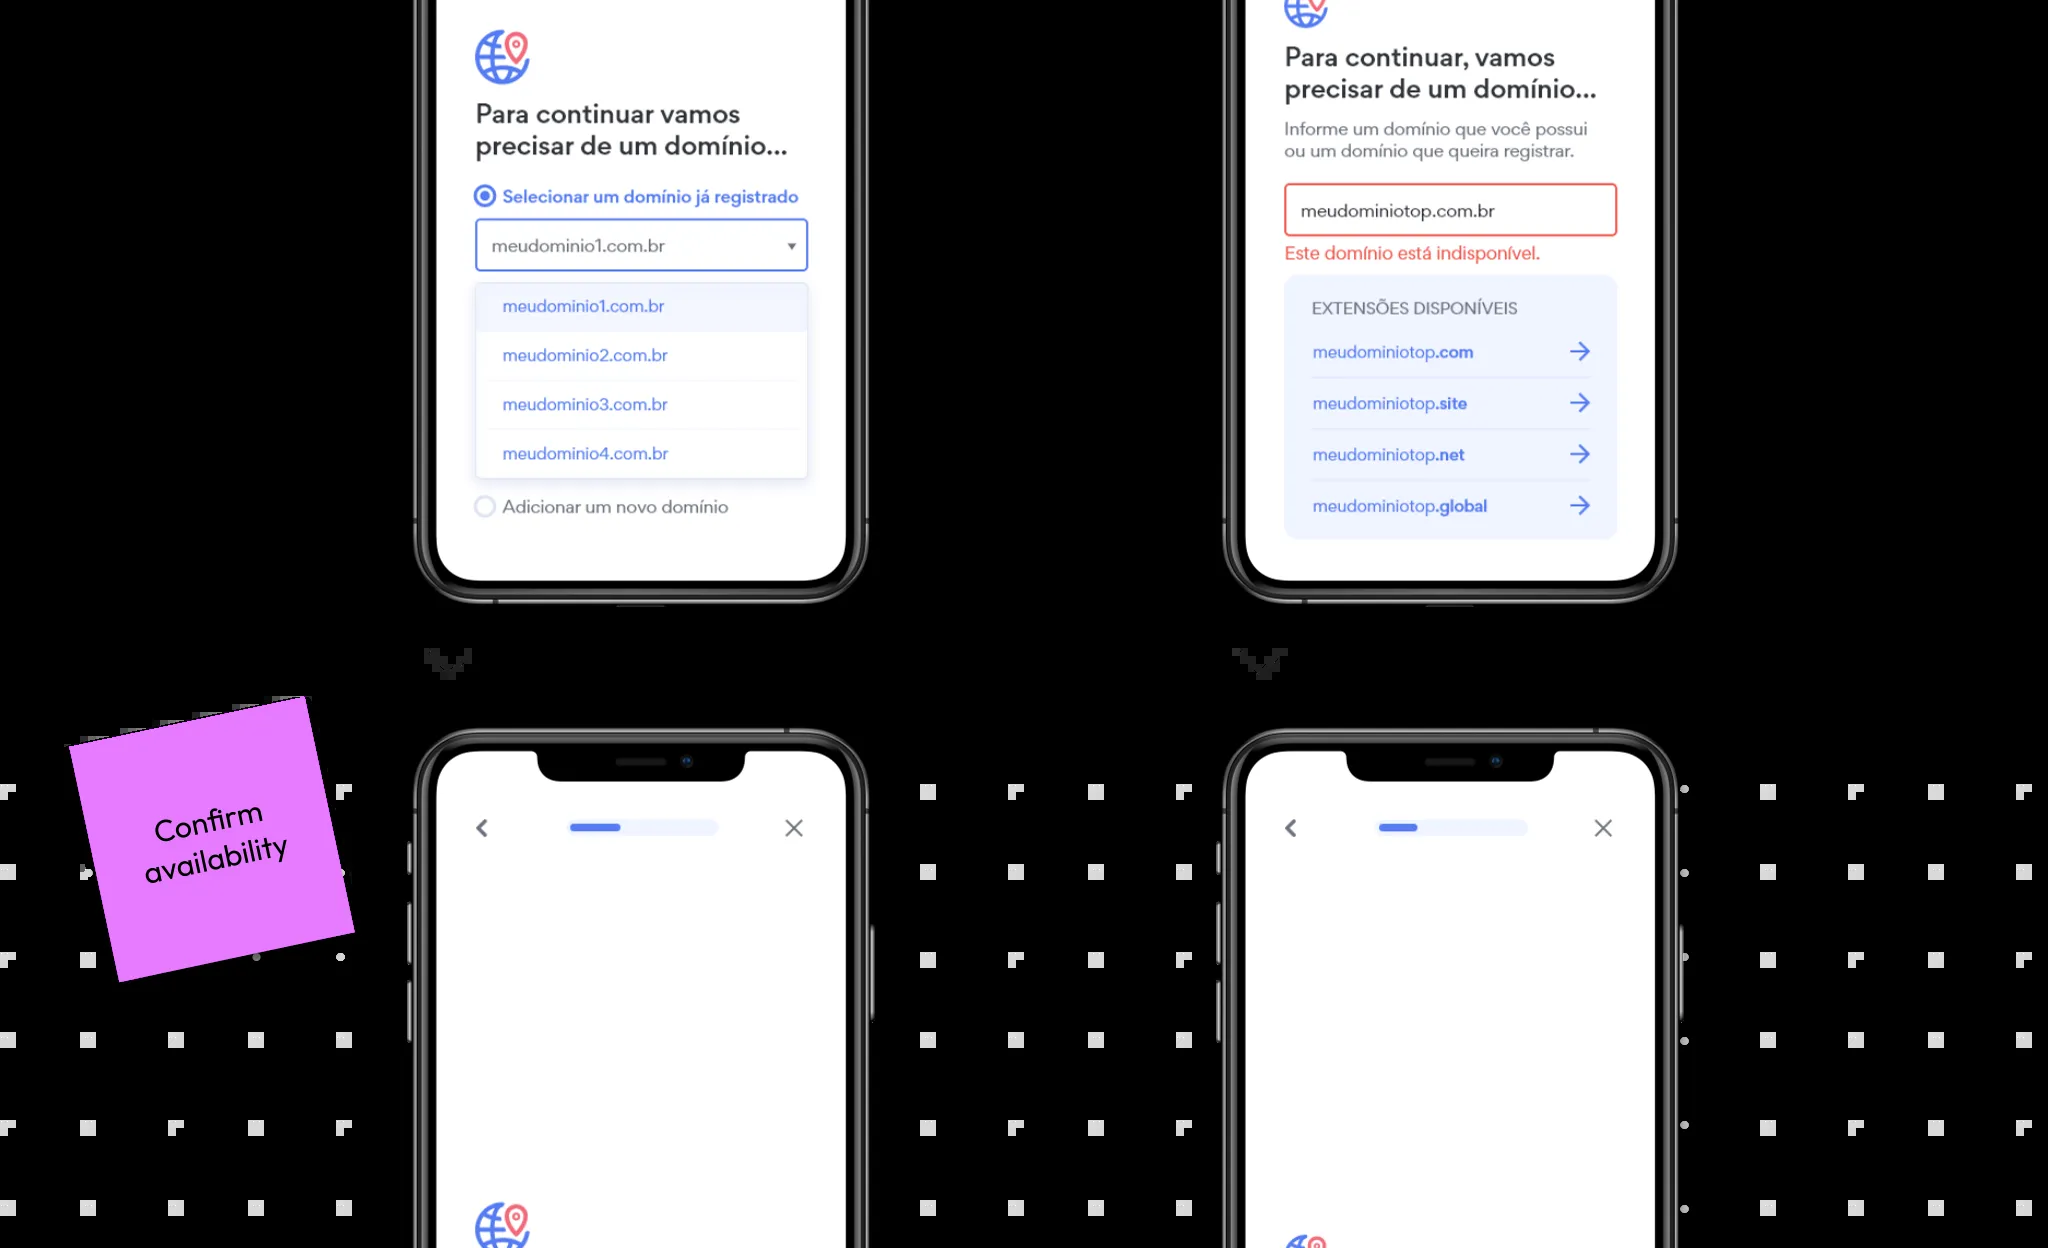 Para continuar vamos
precisar de um domínio...
Selecionar um domínio já registrado
meudominio1.com.br
meudominio1.com.br
meudominio2.com.br
meudominio3.com.br
meudominio4.com.br
Adicionar um novo domínio
Para continuar, vamos
precisar de um domínio...
Informe um domínio que você possui
ou um domínio que queira registrar.
meudominiotop.com.br
Este domínio está indisponível.
EXTENSÕES DISPONÍVEIS
meudominiotop.com
meudominiotop.site
meudominiotop.net
meudominiotop.global
Confirm
availability